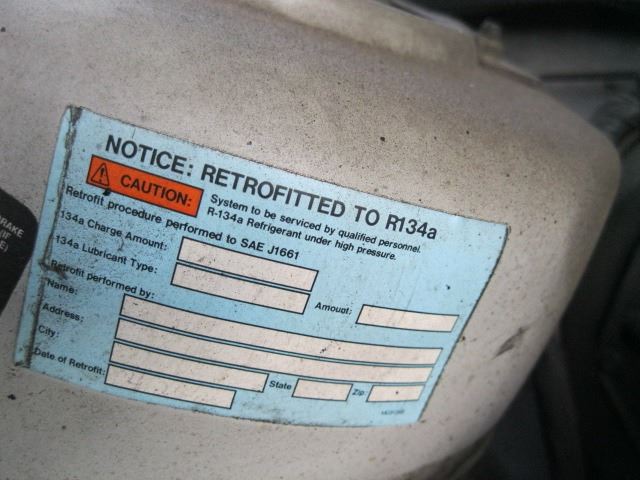 NOTICE: RETROFITTED TO R134a
CAUTION:
System to be serviced by qualified personnel.
R-134a Refrigerant under high pressure.
Retrofit procedure performed to SAE J1661
134a Charge Amount:
134a Lubricant Type:
Amount:
Retrofit performed by:
Name:
Address:
City:
State
Zip
Date of Retrofit:
BRAKE